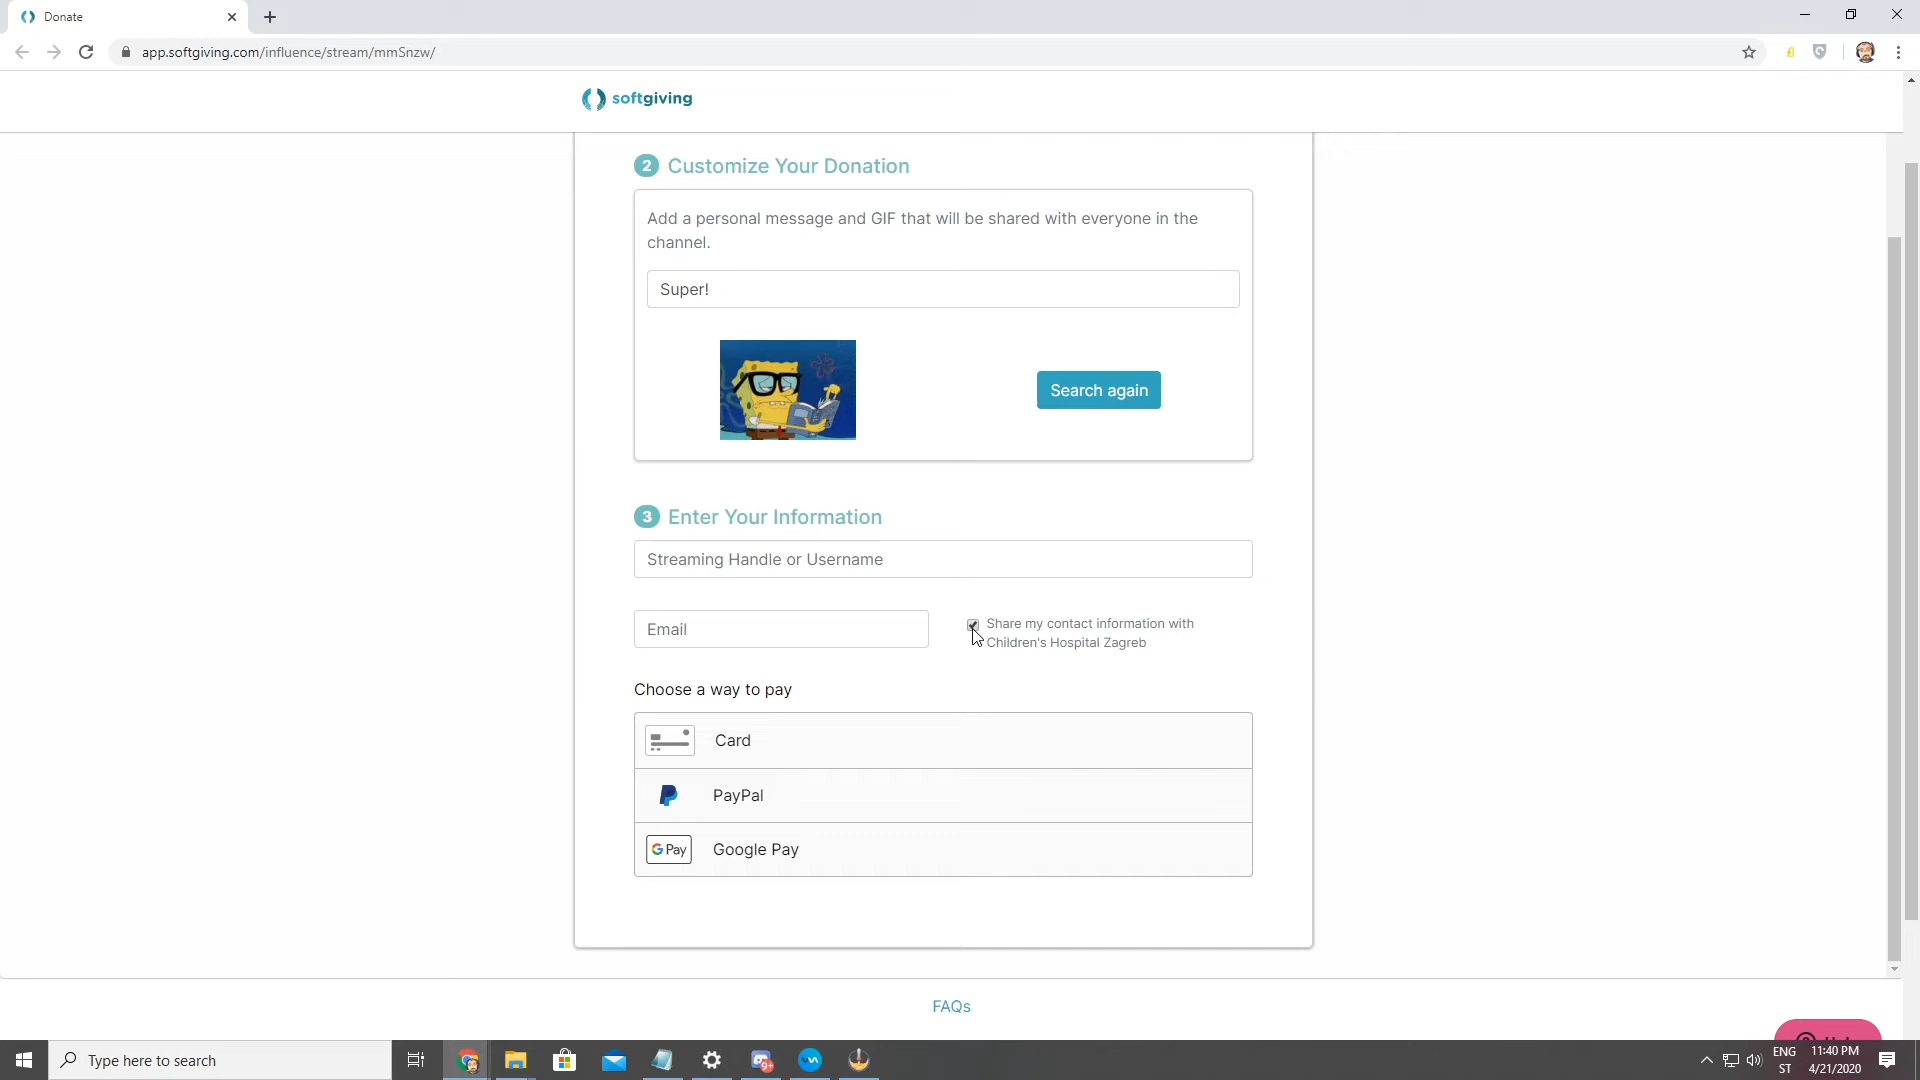 Donate
app.softgiving.com/influence/stream/mmSnzw/
softgiving
2 Customize Your Donation
Add a personal message and GIF that will be shared with everyone in the
channel.
Super!
Search again
3 Enter Your Information
Streaming Handle or Username
Email
Share my contact information with
Children's Hospital Zagreb
Choose a way to pay
Card
PayPal
G Pay Google Pay
FAQs
Type here to search
9+
ENG
ST
11:40 PM
4/21/2020